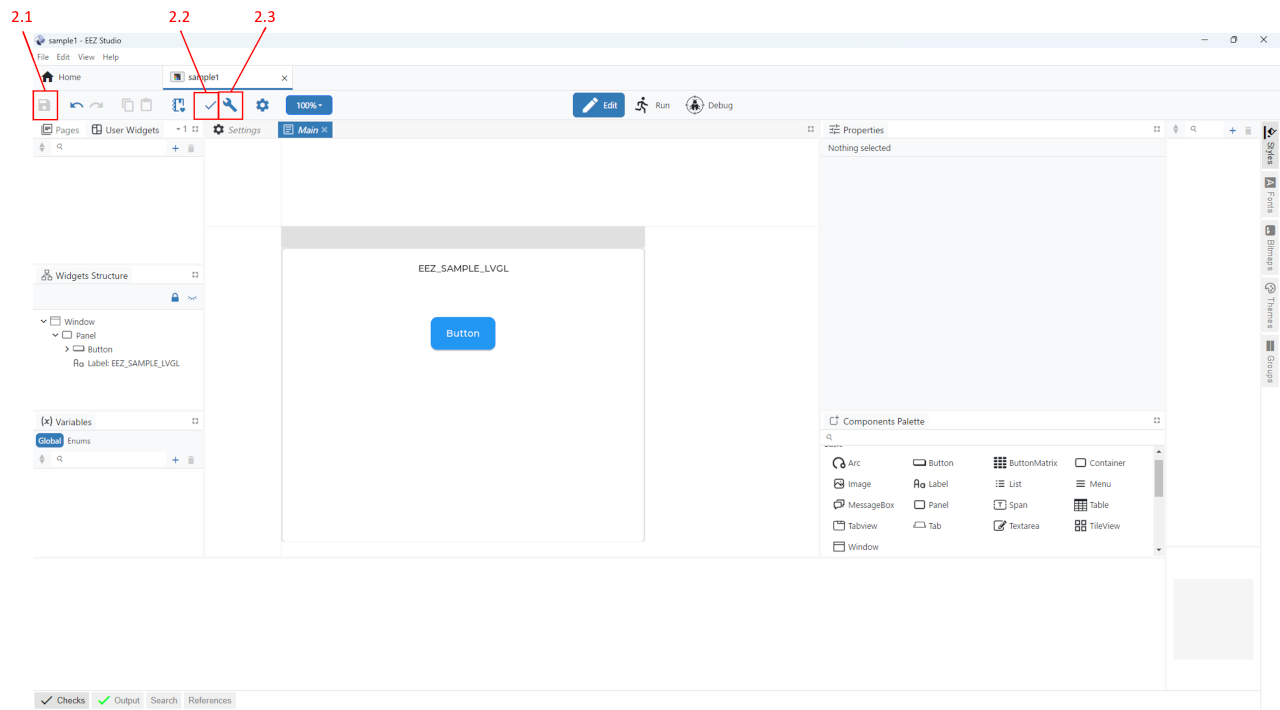 2.1 2.2 2.3
sample1 - EEZ Studio
File Edit View Help
Home sample1
100% Edit Run Debug
Pages User Widgets 1 Settings Main Properties
Nothing selected
Styles
Fonts
Bitmaps
Themes
Groups
Widgets Structure
Window
Panel
Button
Label: EEZ_SAMPLE_LVGL
EEZ_SAMPLE_LVGL
Button
(x) Variables
Global Enums
Components Palette
Arc Button ButtonMatrix Container
Image Label List Menu
MessageBox Panel Span Table
Tabview Tab Textarea TileView
Window
Checks Output Search References